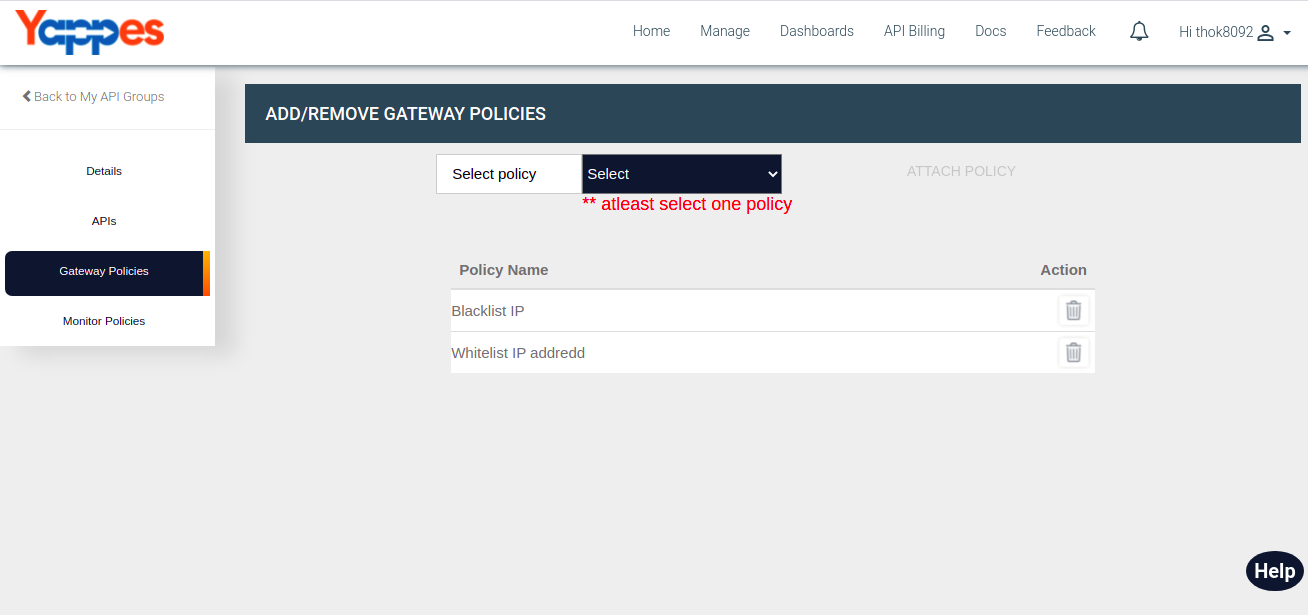 Yappes
Home Manage Dashboards API Billing Docs Feedback Hi thok8092
Back to My API Groups
Details
APIs
Gateway Policies
Monitor Policies
ADD/REMOVE GATEWAY POLICIES
Select policy Select ATTACH POLICY
** atleast select one policy
Policy Name Action
Blacklist IP
Whitelist IP addredd
Help